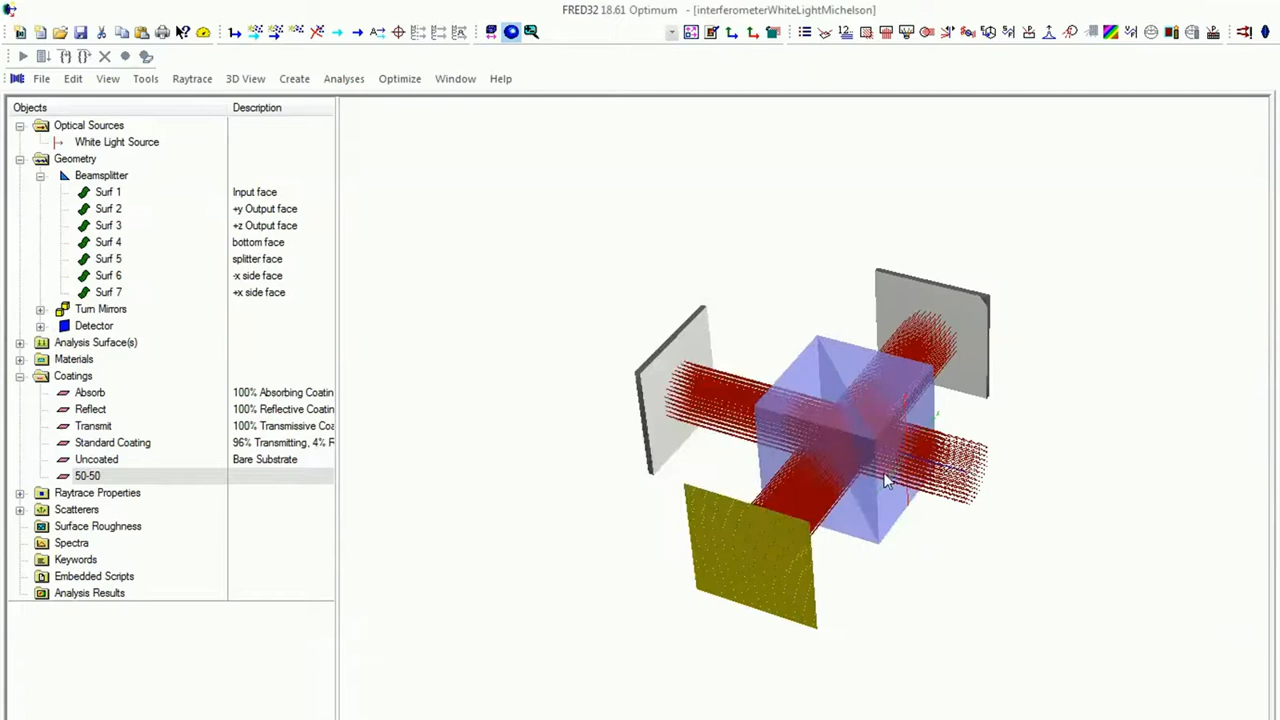 FRED32 18.61 Optimum - [interferometerWhiteLightMichelson]
File Edit View Tools Raytrace 3D View Create Analyses Optimize Window Help
Objects Description
Optical Sources
White Light Source
Geometry
Beamsplitter
Surf 1 Input face
Surf 2 +y Output face
Surf 3 +z Output face
Surf 4 bottom face
Surf 5 splitter face
Surf 6 -x side face
Surf 7 +x side face
Turn Mirrors
Detector
Analysis Surface(s)
Materials
Coatings
Absorb 100% Absorbing Coatin
Reflect 100% Reflective Coatin
Transmit 100% Transmissive Coa
Standard Coating 96% Transmitting, 4% R
Uncoated Bare Substrate
50-50
Raytrace Properties
Scatterers
Surface Roughness
Spectra
Keywords
Embedded Scripts
Analysis Results